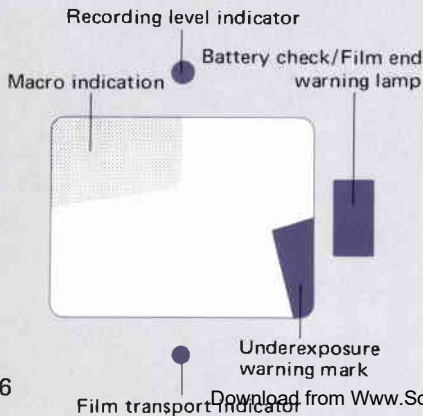 Recording level indicator
Battery check/Film end
warning lamp
Macro indication
Underexposure
warning mark
6
Film transport indicator
Download from Www.Sc